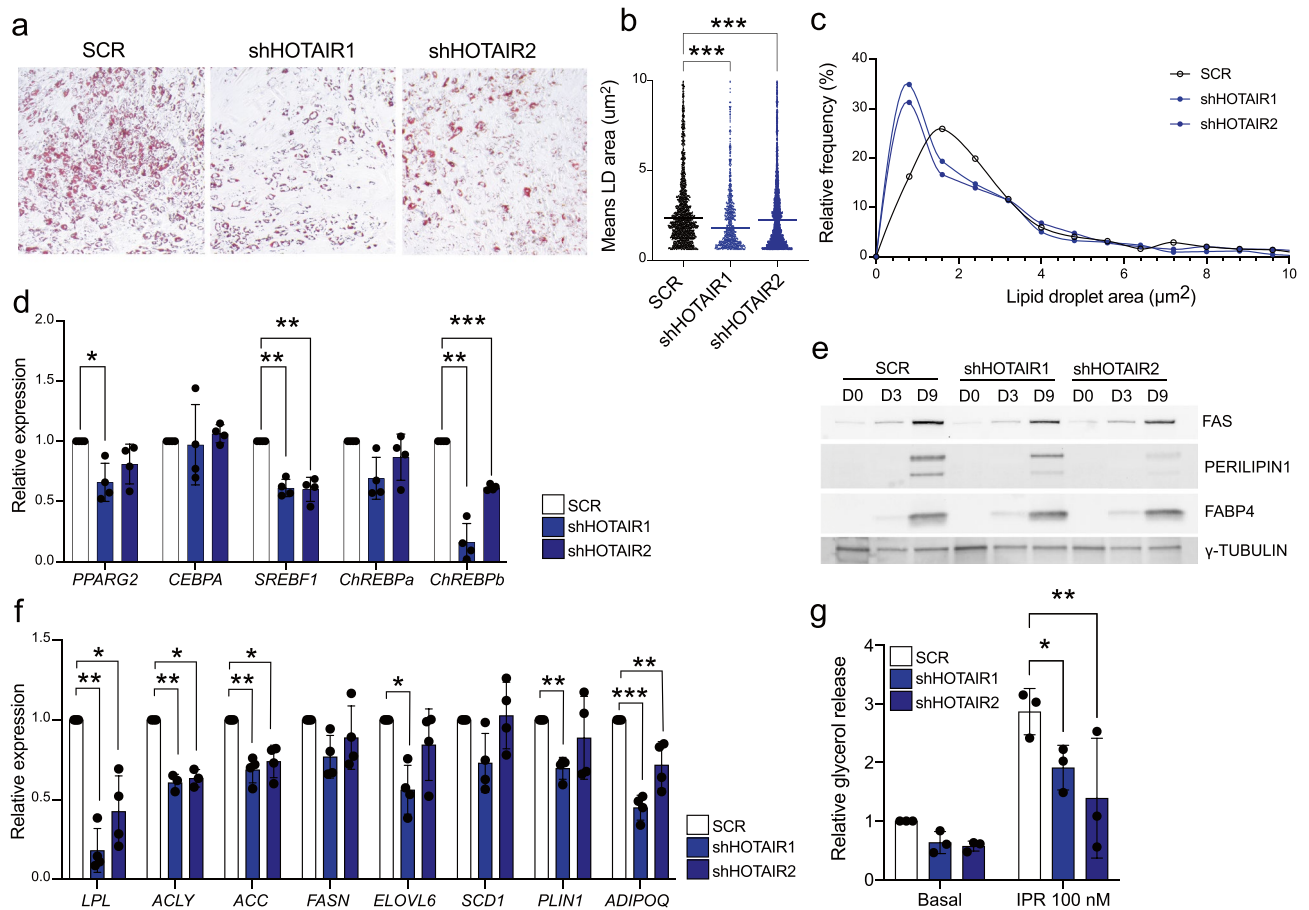 a
SCR
shHOTAIR1
shHOTAIR2
b
***
***
Means LD area (um2)
10
5
0
SCR
shHOTAIR1
shHOTAIR2
c
Relative frequency (%)
40
30
20
10
0
0
2
4
6
8
10
Lipid droplet area (µm2)
SCR
shHOTAIR1
shHOTAIR2
d
Relative expression
2.0
1.5
1.0
0.5
0.0
*
**
**
***
**
PPARG2
CEBPA
SREBF1
ChREBPa
ChREBPb
SCR
shHOTAIR1
shHOTAIR2
e
SCR
shHOTAIR1
shHOTAIR2
D0 D3 D9 D0 D3 D9 D0 D3 D9
FAS
PERILIPIN1
FABP4
γ-TUBULIN
f
Relative expression
1.5
1.0
0.5
0.0
*
**
*
**
*
**
*
**
**
***
LPL
ACLY
ACC
FASN
ELOVL6
SCD1
PLIN1
ADIPOQ
SCR
shHOTAIR1
shHOTAIR2
g
Relative glycerol release
4
3
2
1
0
SCR
shHOTAIR1
shHOTAIR2
**
*
Basal
IPR 100 nM